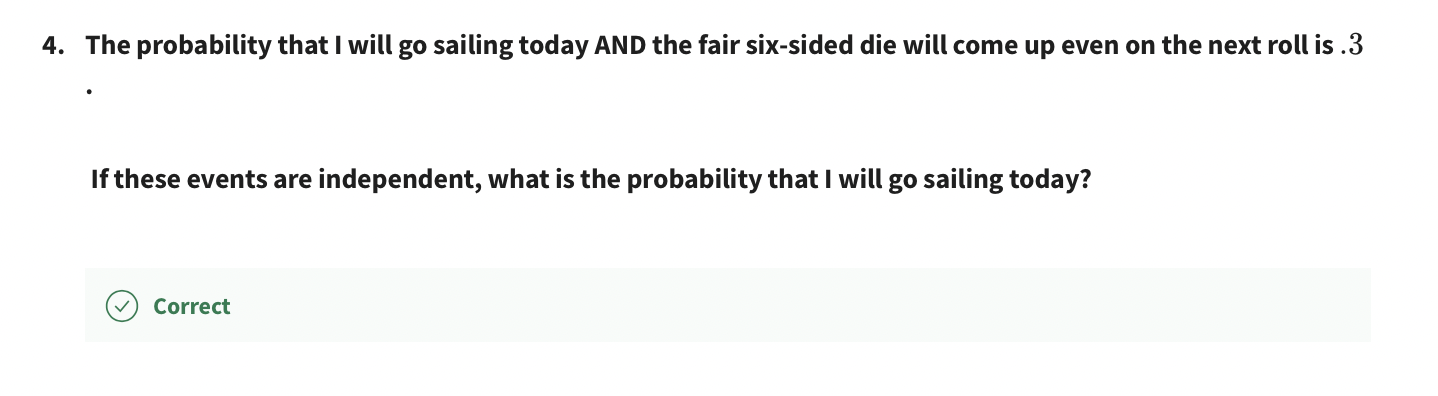 4. The probability that I will go sailing today AND the fair six-sided die will come up even on the next roll is .3
.
If these events are independent, what is the probability that I will go sailing today?
Correct